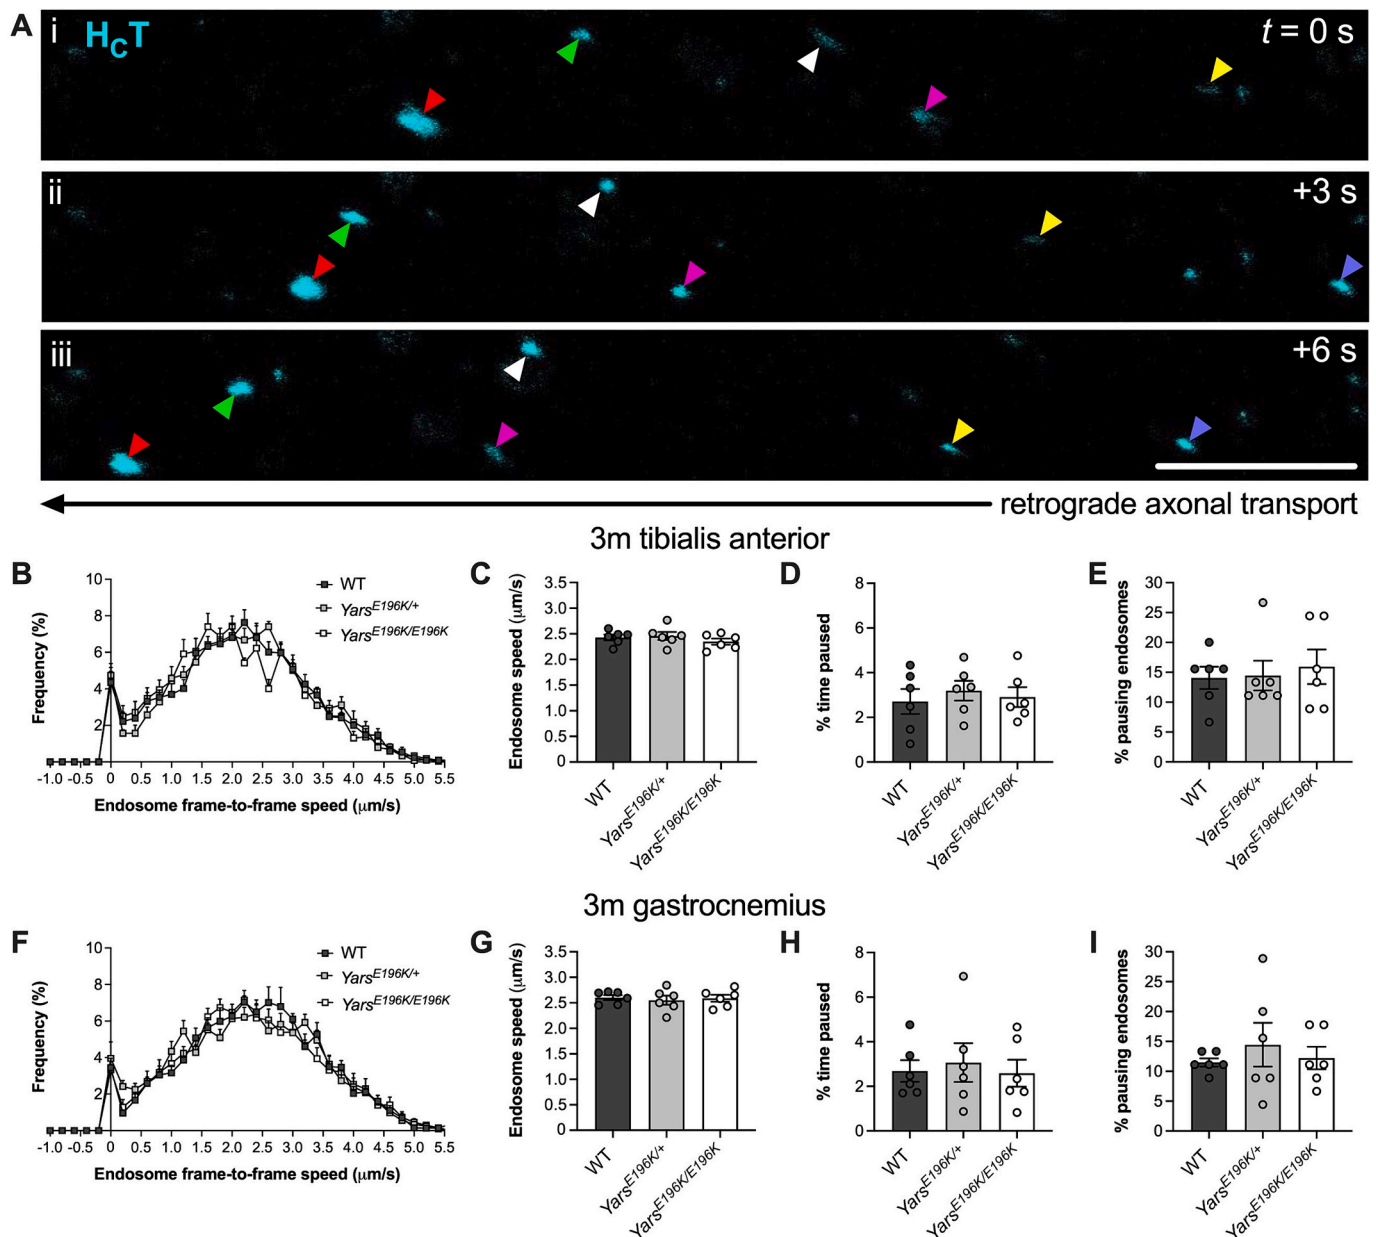 A
i
HCT
t = 0 s
ii
+3 s
iii
+6 s
retrograde axonal transport
3m tibialis anterior
B
Frequency (%)
10
8
6
4
2
-1.0 -0.5 0 0.5 1.0 1.5 2.0 2.5 3.0 3.5 4.0 4.5 5.0 5.5
Endosome frame-to-frame speed (μm/s)
WT
YarsE196K/+
YarsE196K/E196K
C
Endosome speed (μm/s)
3.5
3.0
2.5
2.0
1.5
1.0
0.5
0
WT
YarsE196K/+
YarsE196K/E196K
D
% time paused
8
6
4
2
0
WT
YarsE196K/+
YarsE196K/E196K
E
% pausing endosomes
30
25
20
15
10
5
0
WT
YarsE196K/+
YarsE196K/E196K
3m gastrocnemius
F
Frequency (%)
10
8
6
4
2
-1.0 -0.5 0 0.5 1.0 1.5 2.0 2.5 3.0 3.5 4.0 4.5 5.0 5.5
Endosome frame-to-frame speed (μm/s)
WT
YarsE196K/+
YarsE196K/E196K
G
Endosome speed (μm/s)
3.5
3.0
2.5
2.0
1.5
1.0
0.5
0
WT
YarsE196K/+
YarsE196K/E196K
H
% time paused
8
6
4
2
0
WT
YarsE196K/+
YarsE196K/E196K
I
% pausing endosomes
30
25
20
15
10
5
0
WT
YarsE196K/+
YarsE196K/E196K